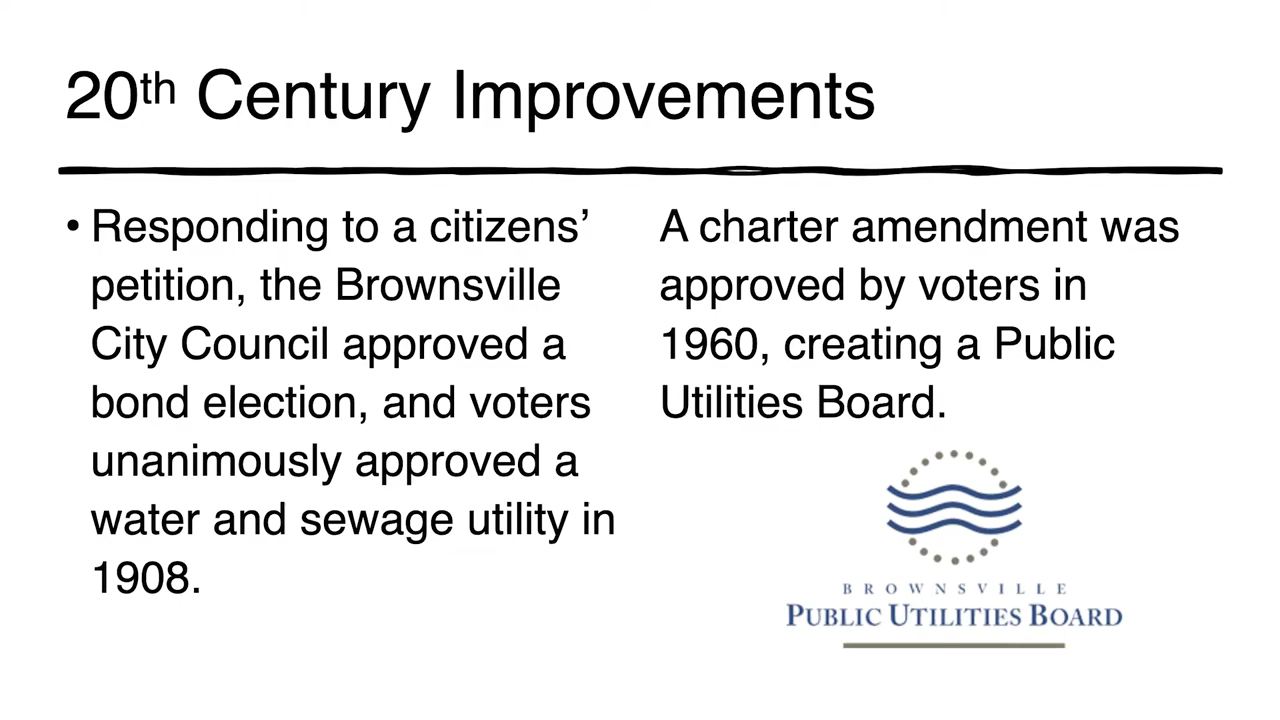 20th Century Improvements
• Responding to a citizens’
petition, the Brownsville
City Council approved a
bond election, and voters
unanimously approved a
water and sewage utility in
1908.
A charter amendment was
approved by voters in
1960, creating a Public
Utilities Board.
BROWNSVILLE
PUBLIC UTILITIES BOARD